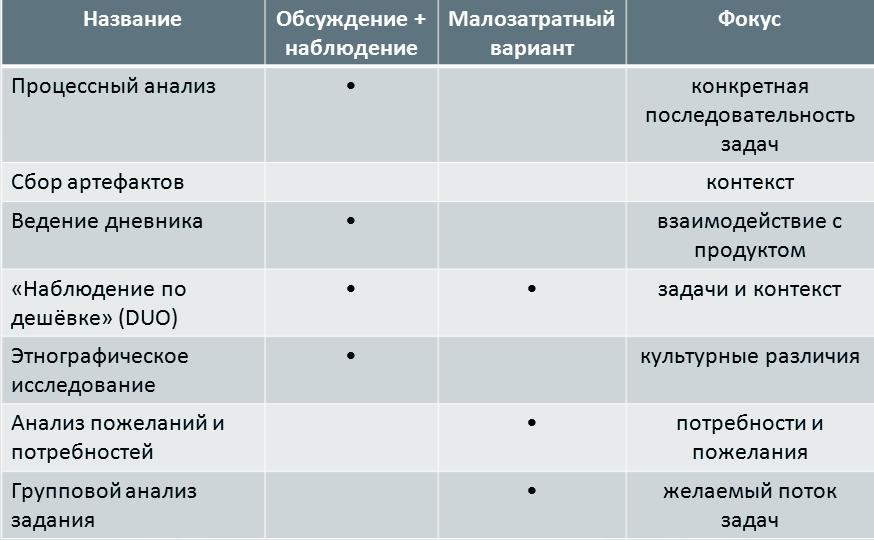 Название
Обсуждение +
наблюдение
Малозатратный
вариант
Фокус
Процессный анализ
•
конкретная
последовательность
задач
Сбор артефактов
контекст
Ведение дневника
•
взаимодействие с
продуктом
«Наблюдение по
дешёвке» (DUO)
•
•
задачи и контекст
Этнографическое
исследование
•
культурные различия
Анализ пожеланий и
потребностей
•
потребности и
пожелания
Групповой анализ
задания
•
желаемый поток
задач